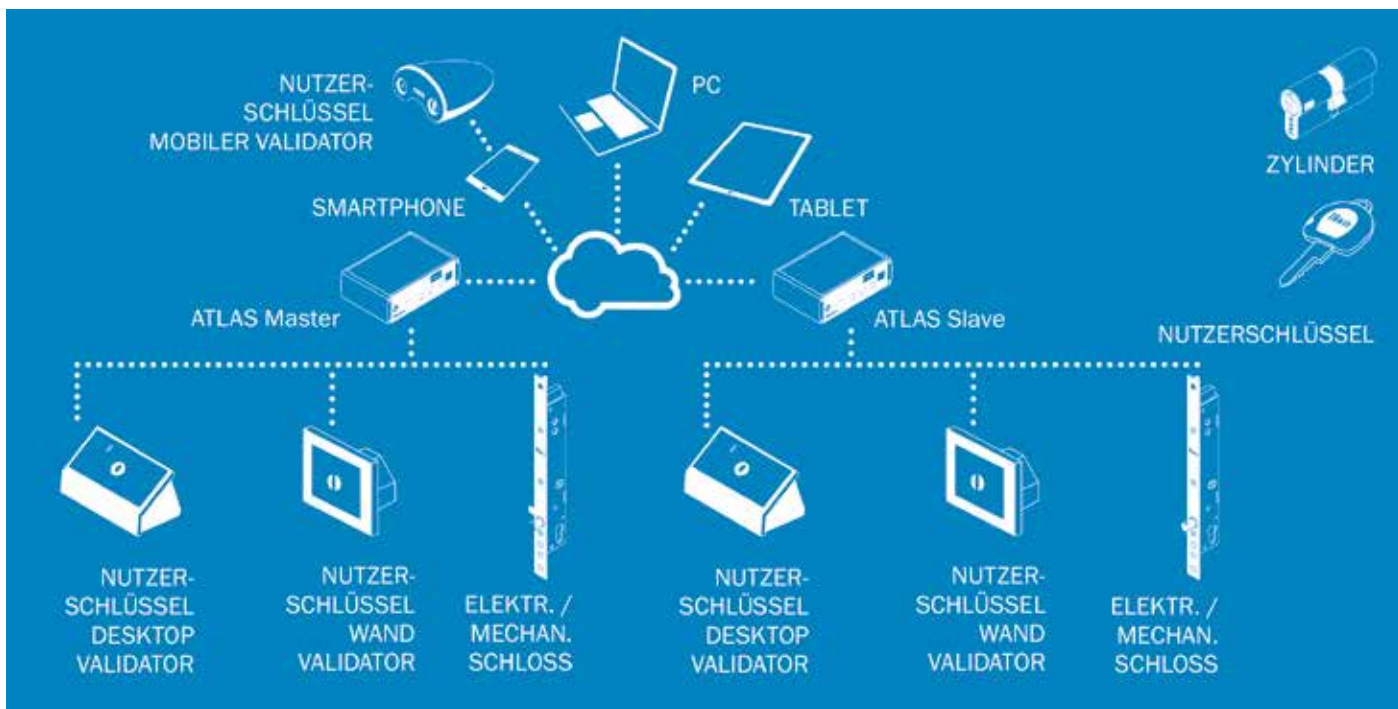 NUTZER-
SCHLÜSSEL
MOBILER VALIDATOR
PC
ZYLINDER
SMARTPHONE
TABLET
ATLAS Master
ATLAS Slave
NUTZERSCHLÜSSEL
NUTZER-
SCHLÜSSEL
DESKTOP
VALIDATOR
NUTZER-
SCHLÜSSEL
WAND
VALIDATOR
ELEKTR. /
MECHAN.
SCHLOSS
NUTZER-
SCHLÜSSEL
DESKTOP
VALIDATOR
NUTZER-
SCHLÜSSEL
WAND
VALIDATOR
ELEKTR. /
MECHAN.
SCHLOSS